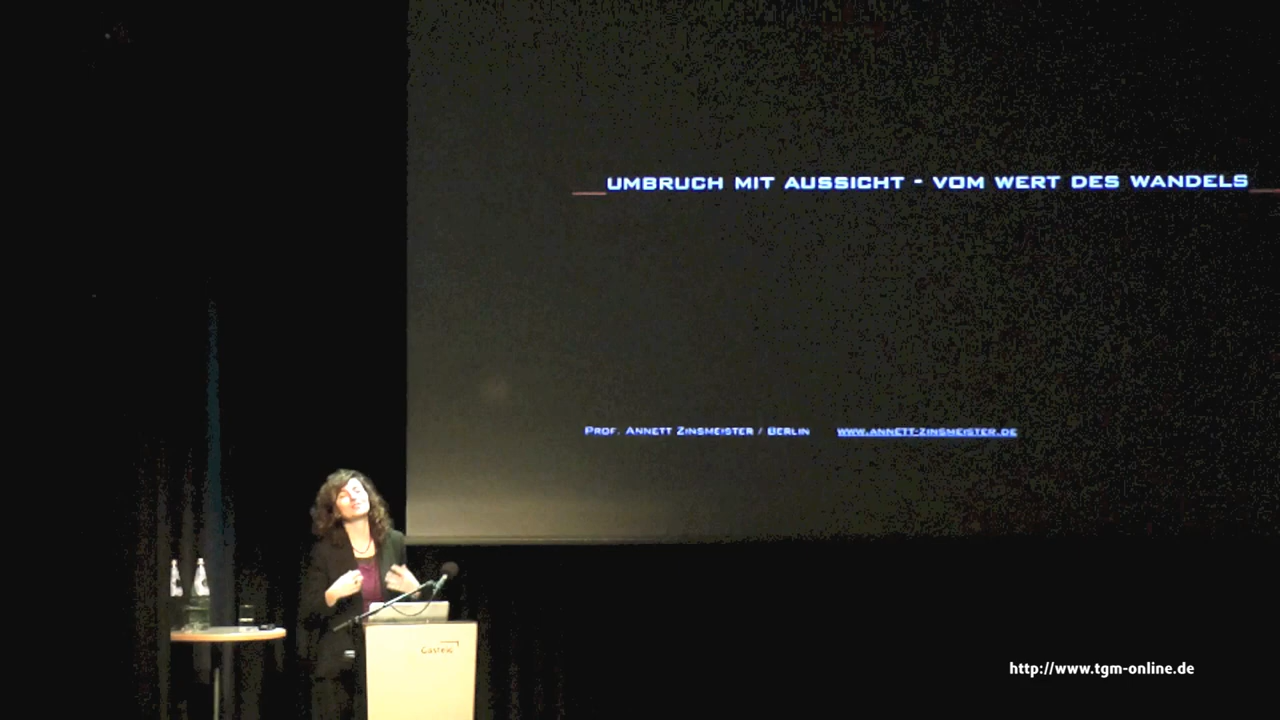 UMBRUCH MIT AUSSICHT - VOM WERT DES WANDELS
PROF. ANNETT ZINSMEISTER / BERLIN WWW.ANNETT-ZINSMEISTER.DE
Gasteig
http://www.tgm-online.de